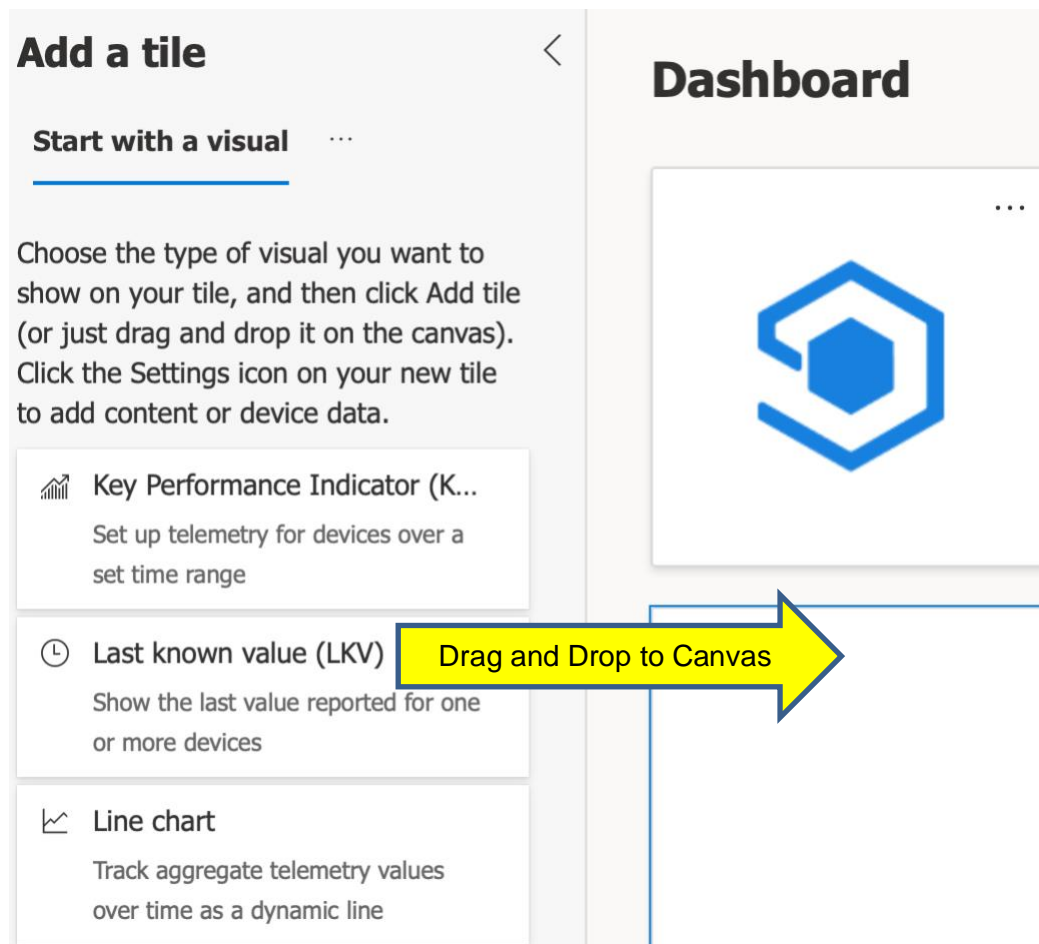 Add a tile
Start with a visual ...
Choose the type of visual you want to
show on your tile, and then click Add tile
(or just drag and drop it on the canvas).
Click the Settings icon on your new tile
to add content or device data.
Key Performance Indicator (K...
Set up telemetry for devices over a
set time range
Last known value (LKV)
Show the last value reported for one
or more devices
Line chart
Track aggregate telemetry values
over time as a dynamic line
Dashboard
...
Drag and Drop to Canvas